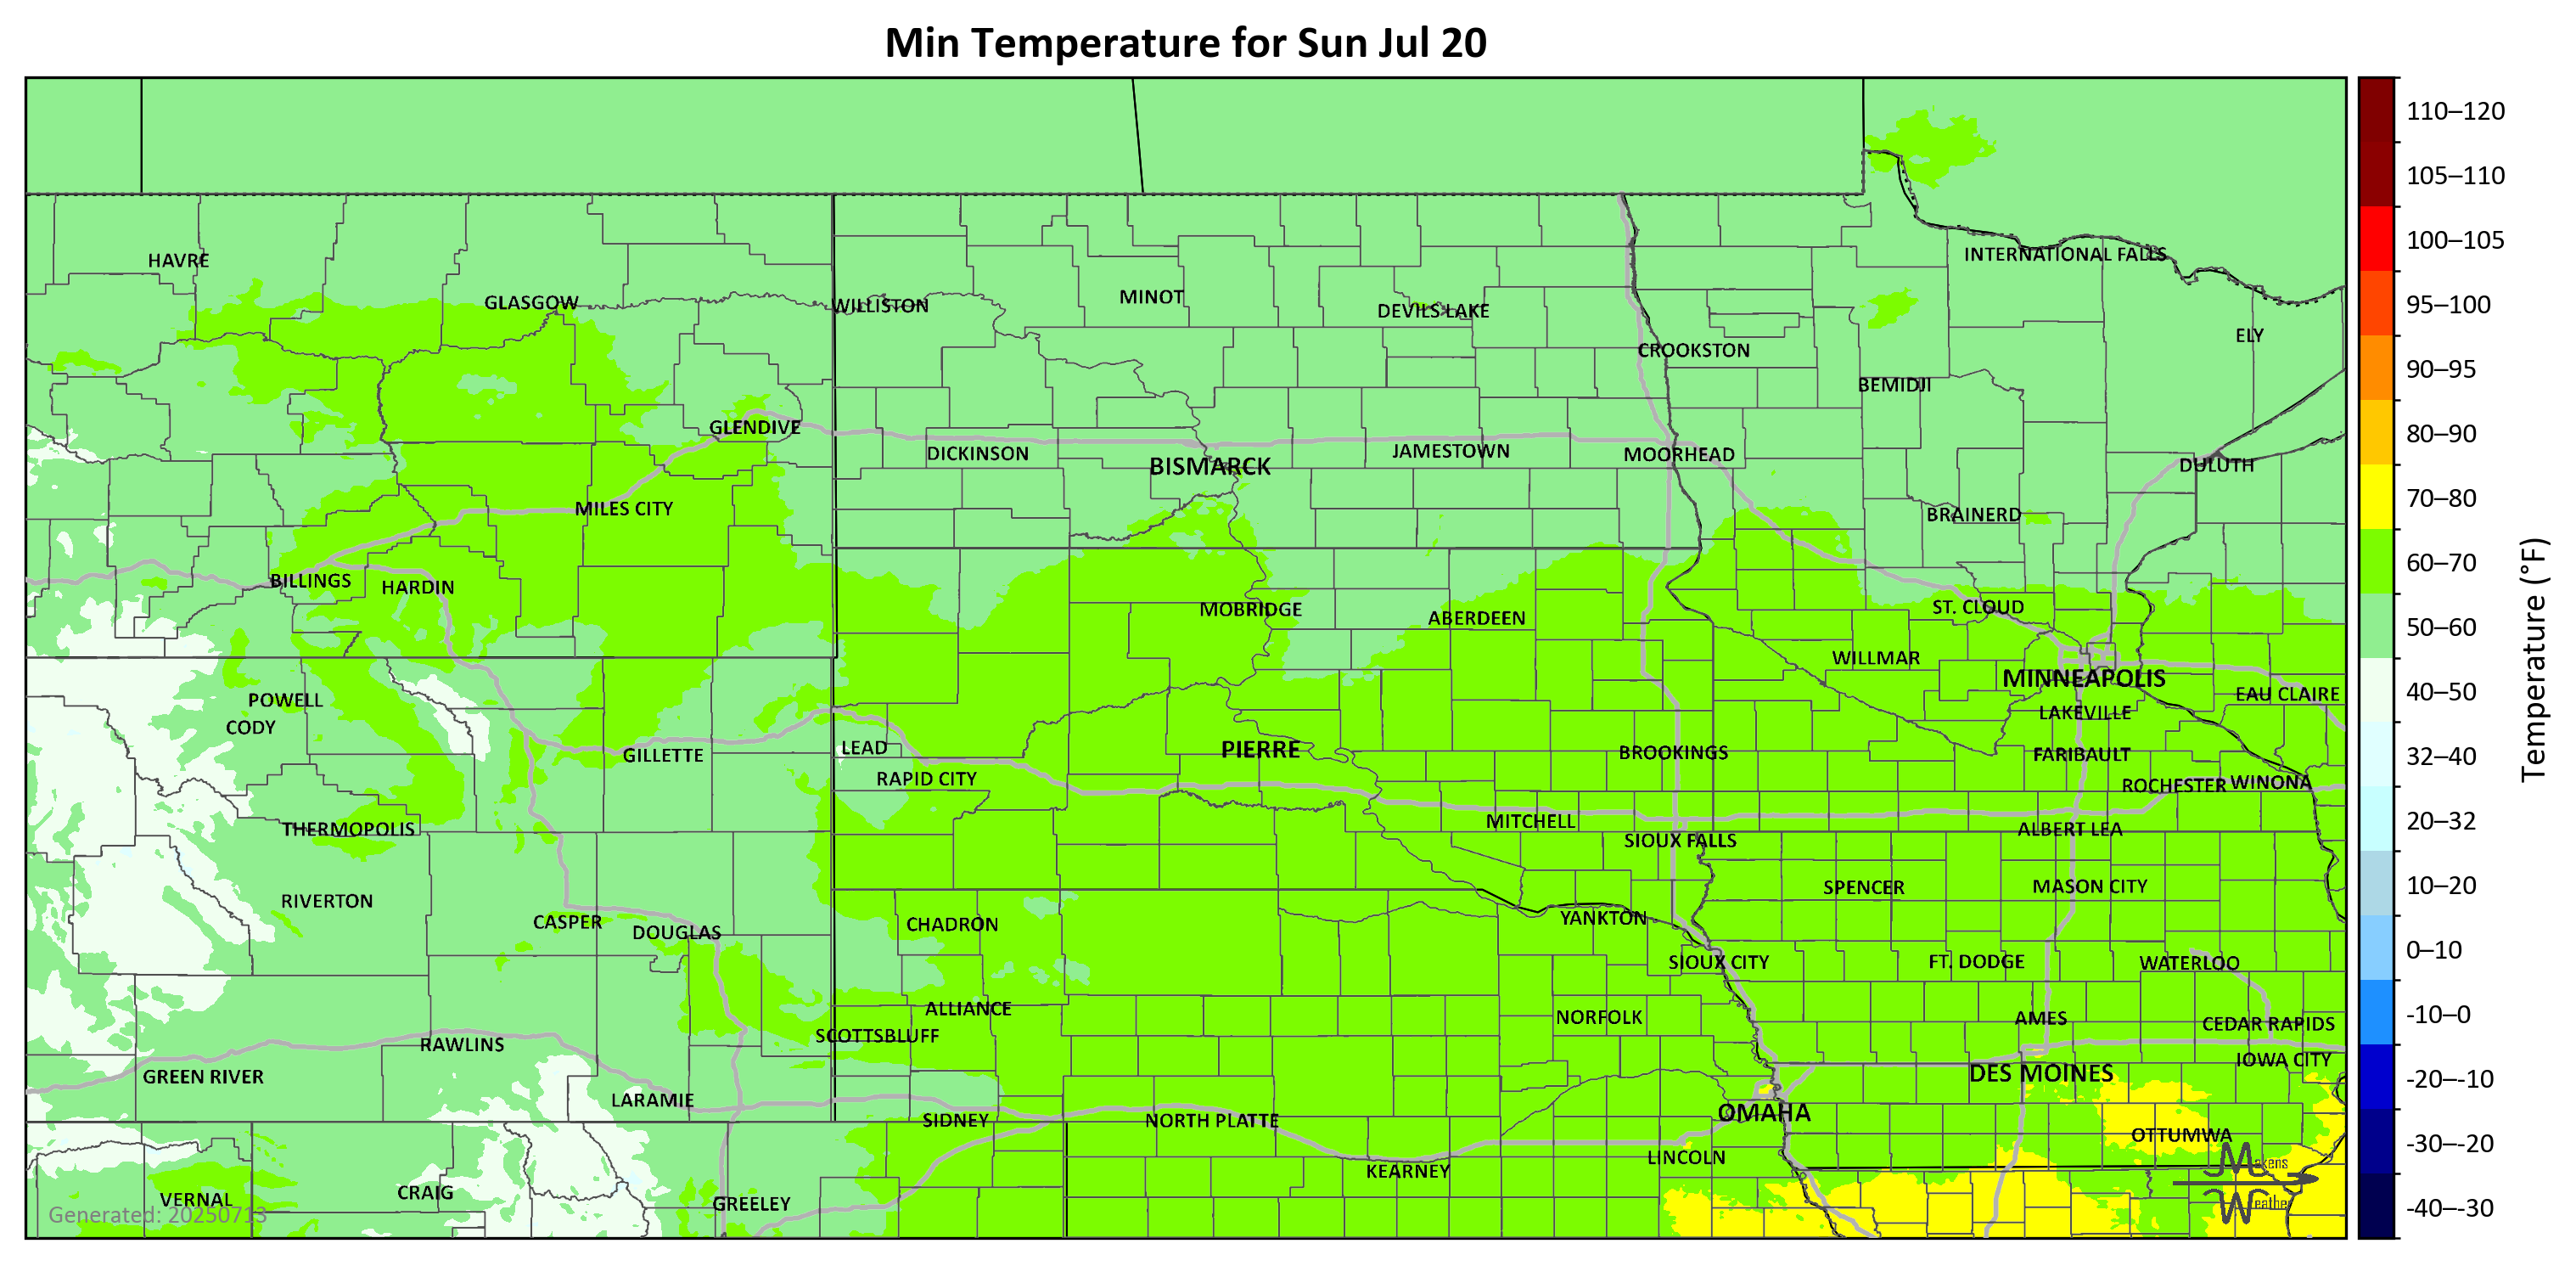 Min Temperature for Sun Jul 20
110–120
105–110
100–105
95–100
90–95
80–90
70–80
60–70
50–60
40–50
32–40
20–32
10–20
0–10
-10–0
-20–-10
-30–-20
-40–-30
Temperature (°F)
HAVRE
INTERNATIONAL FALLS
GLASGOW
WILLISTON
MINOT
DEVILS LAKE
ELY
CROOKSTON
BEMIDJI
GLENDIVE
DICKINSON
BISMARCK
JAMESTOWN
MOORHEAD
DULUTH
MILES CITY
BRAINERD
BILLINGS
HARDIN
MOBRIDGE
ABERDEEN
ST. CLOUD
WILLMAR
MINNEAPOLIS
POWELL
EAU CLAIRE
CODY
LAKEVILLE
GILLETTE
LEAD
PIERRE
BROOKINGS
FARIBAULT
RAPID CITY
ROCHESTER
WINONA
THERMOPOLIS
MITCHELL
ALBERT LEA
SIOUX FALLS
RIVERTON
SPENCER
MASON CITY
CASPER
DOUGLAS
CHADRON
YANKTON
SIOUX CITY
FT. DODGE
WATERLOO
ALLIANCE
NORFOLK
AMES
CEDAR RAPIDS
SCOTTSBLUFF
RAWLINS
IOWA CITY
GREEN RIVER
DES MOINES
LARAMIE
SIDNEY
NORTH PLATTE
OMAHA
OTTUMWA
KEARNEY
LINCOLN
VERNAL
CRAIG
GREELEY
Makens
Weather
Generated: 20250713